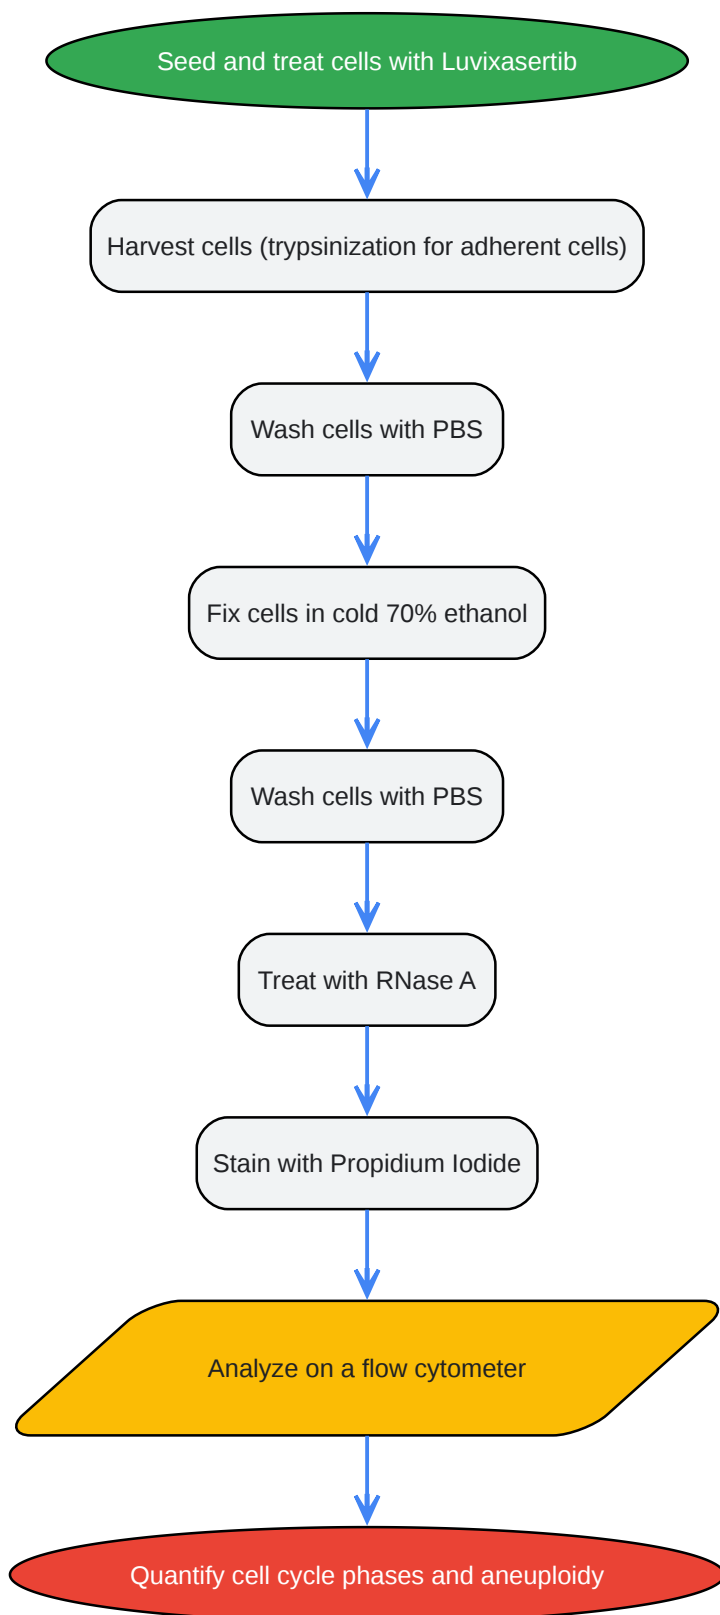 Seed and treat cells with Luvixasertib
Harvest cells (trypsinization for adherent cells)
Wash cells with PBS
Fix cells in cold 70% ethanol
Wash cells with PBS
Treat with RNase A
Stain with Propidium Iodide
Analyze on a flow cytometer
Quantify cell cycle phases and aneuploidy